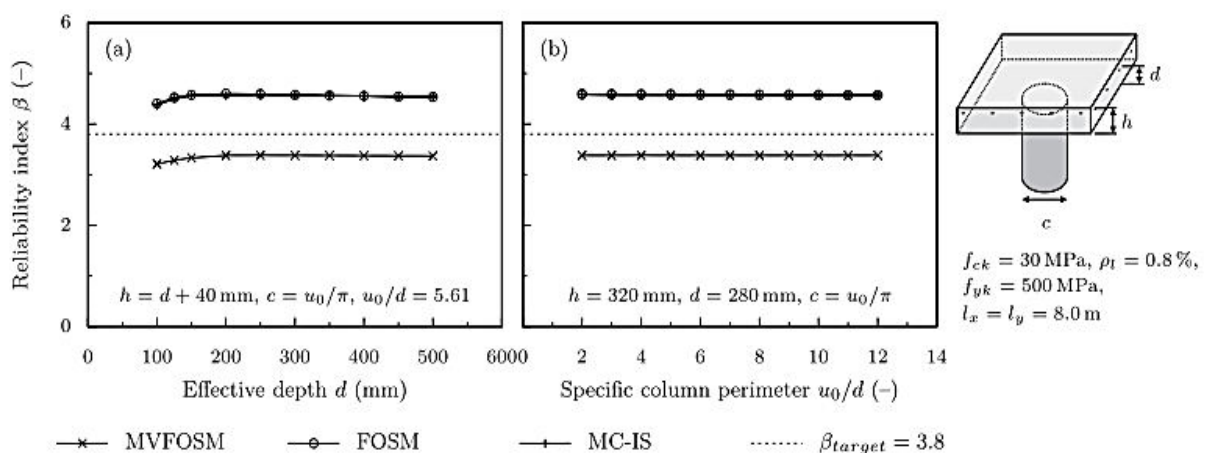 Reliability index β (–)
6
4
2
0
(a)
h = d + 40 mm, c = u₀/π, u₀/d = 5.61
0 100 200 300 400 500 6000
Effective depth d (mm)
(b)
h = 320 mm, d = 280 mm, c = u₀/π
2 4 6 8 10 12 14
Specific column perimeter u₀/d (–)
d
h
c
f_ck = 30 MPa, ρ_l = 0.8 %,
f_yk = 500 MPa,
l_x = l_y = 8.0 m
MVFOSM FOSM MC-IS β_target = 3.8